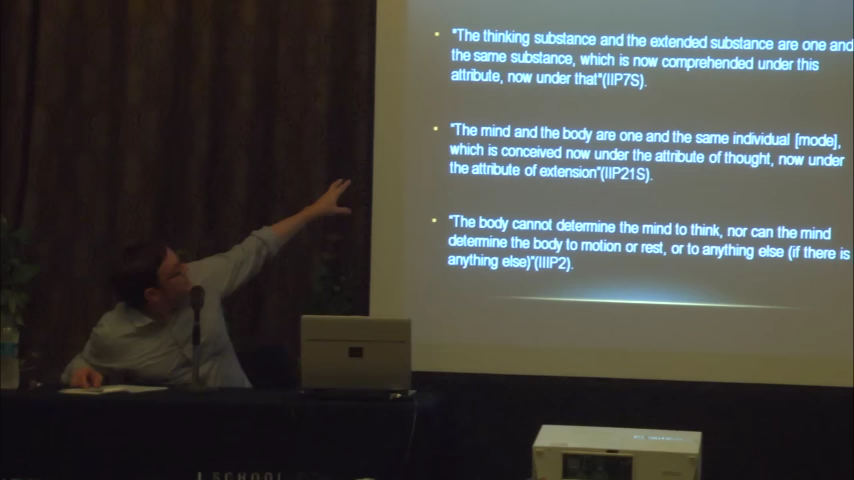 "The thinking substance and the extended substance are one and
the same substance, which is now comprehended under this
attribute, now under that"(IIP7S).
"The mind and the body are one and the same individual [mode],
which is conceived now under the attribute of thought, now under
the attribute of extension"(IIP21S).
"The body cannot determine the mind to think, nor can the mind
determine the body to motion or rest, or to anything else (if there is
anything else)"(IIIP2).
SCHOOL